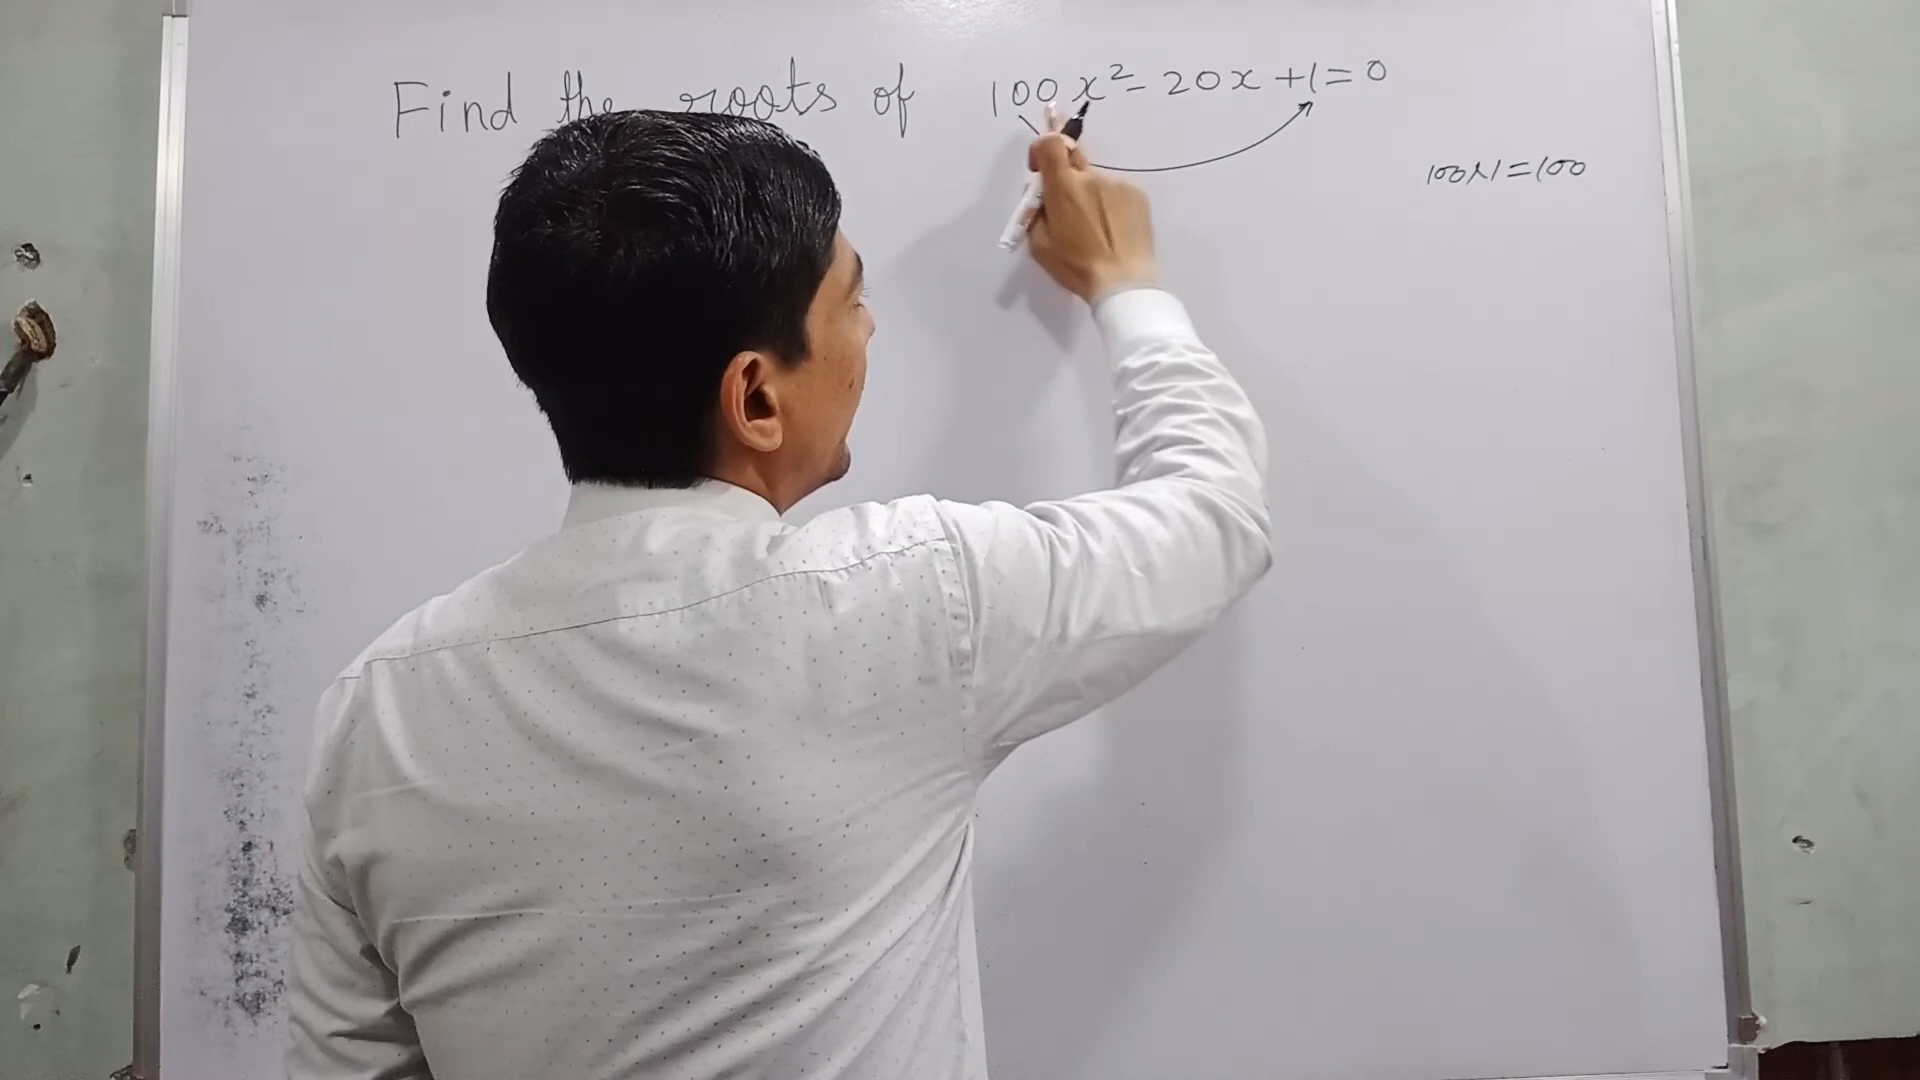 Find the roots of 100x² - 20x + 1 = 0
100×1=100